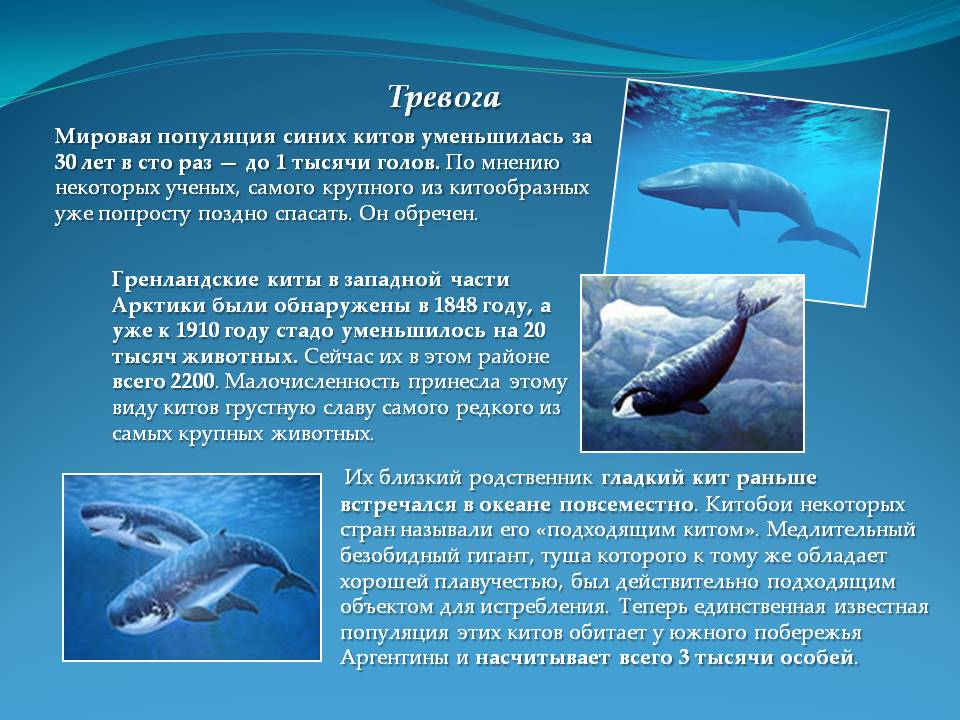 Тревога
Мировая популяция синих китов уменьшилась за
30 лет в сто раз — до 1 тысячи голов. По мнению
некоторых ученых, самого крупного из китообразных
уже попросту поздно спасать. Он обречен.
Гренландские киты в западной части
Арктики были обнаружены в 1848 году, а
уже к 1910 году стадо уменьшилось на 20
тысяч животных. Сейчас их в этом районе
всего 2200. Малочисленность принесла этому
виду китов грустную славу самого редкого из
самых крупных животных.
Их близкий родственник гладкий кит раньше
встречался в океане повсеместно. Китобои некоторых
стран называли его «подходящим китом». Медлительный
безобидный гигант, туша которого к тому же обладает
хорошей плавучестью, был действительно подходящим
объектом для истребления. Теперь единственная известная
популяция этих китов обитает у южного побережья
Аргентины и насчитывает всего 3 тысячи особей.